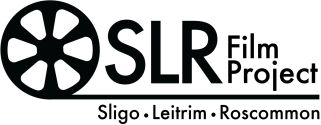 SLR Film Project
Sligo • Leitrim • Roscommon